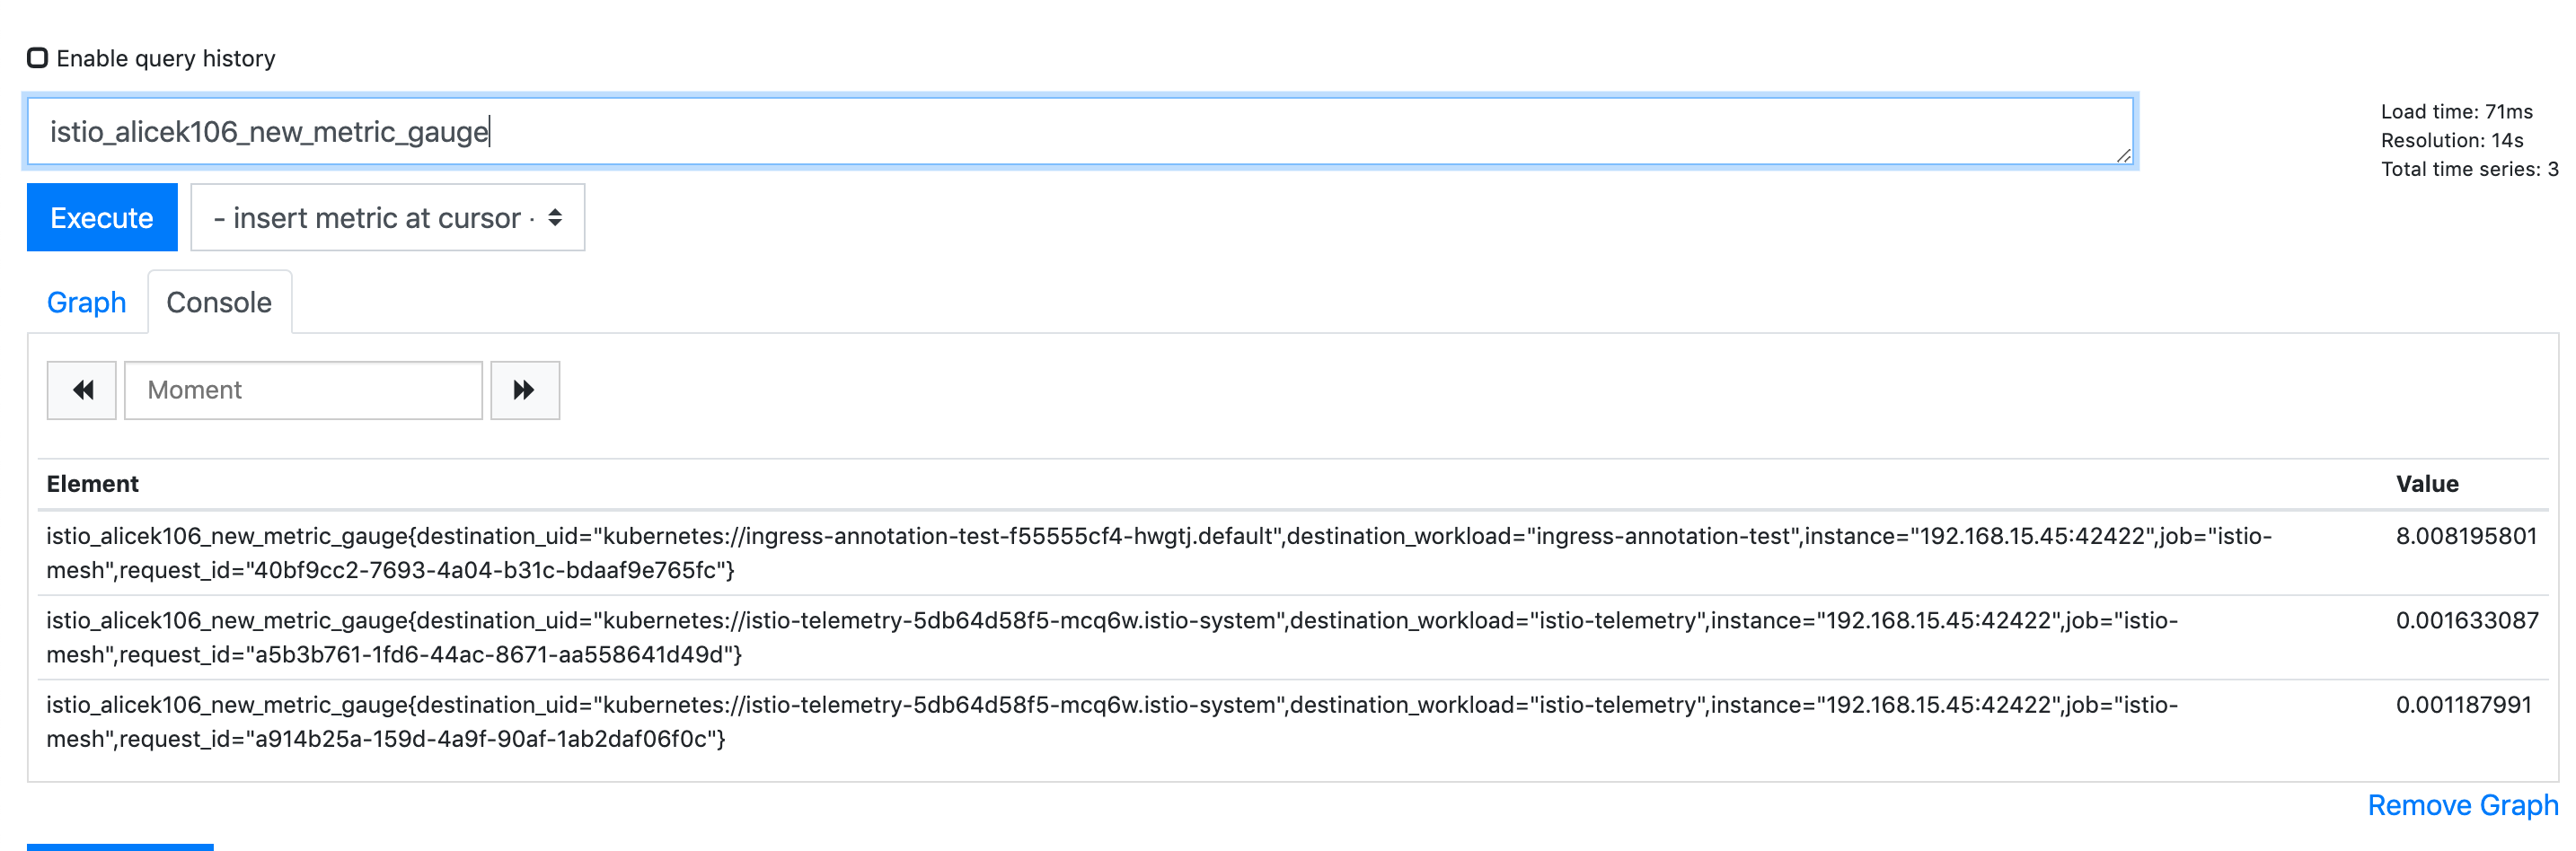 Enable query history
istio_alicek106_new_metric_gauge
Load time: 71ms
Resolution: 14s
Total time series: 3
Execute
- insert metric at cursor -
Graph
Console
Moment
Element
Value
istio_alicek106_new_metric_gauge{destination_uid="kubernetes://ingress-annotation-test-f55555cf4-hwgtj.default",destination_workload="ingress-annotation-test",instance="192.168.15.45:42422",job="istio-
mesh",request_id="40bf9cc2-7693-4a04-b31c-bdaaf9e765fc"}
8.008195801
istio_alicek106_new_metric_gauge{destination_uid="kubernetes://istio-telemetry-5db64d58f5-mcq6w.istio-system",destination_workload="istio-telemetry",instance="192.168.15.45:42422",job="istio-
mesh",request_id="a5b3b761-1fd6-44ac-8671-aa558641d49d"}
0.001633087
istio_alicek106_new_metric_gauge{destination_uid="kubernetes://istio-telemetry-5db64d58f5-mcq6w.istio-system",destination_workload="istio-telemetry",instance="192.168.15.45:42422",job="istio-
mesh",request_id="a914b25a-159d-4a9f-90af-1ab2daf06f0c"}
0.001187991
Remove Graph